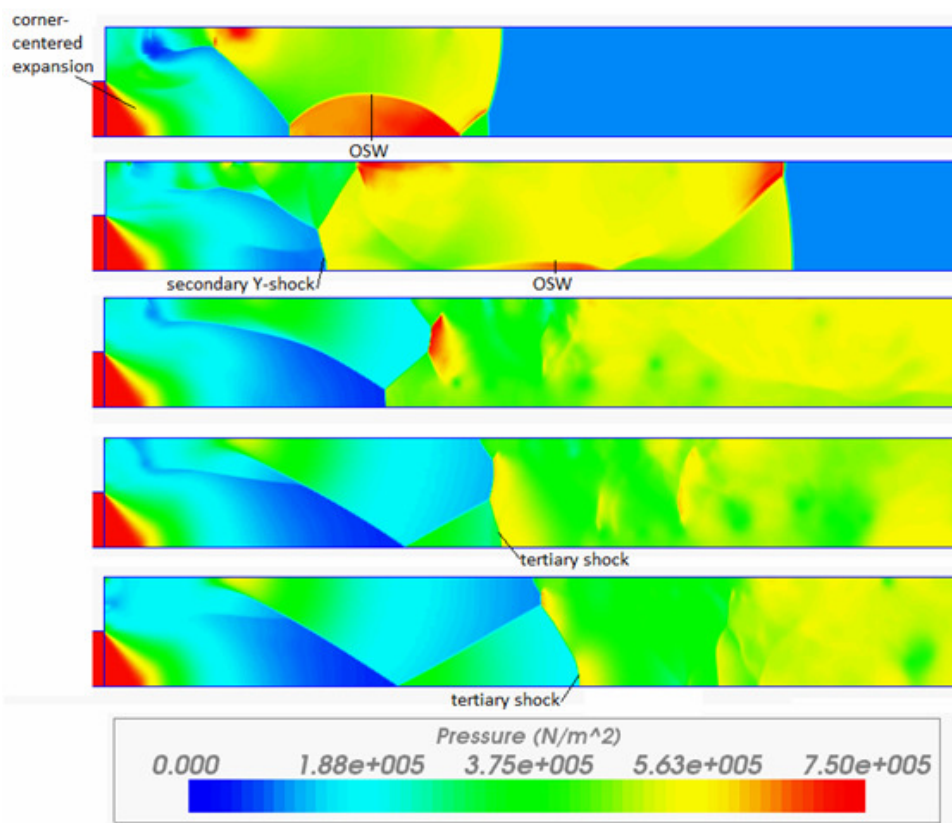 corner-
centered
expansion
OSW
secondary Y-shock
OSW
tertiary shock
tertiary shock
Pressure (N/m^2)
0.000 1.88e+005 3.75e+005 5.63e+005 7.50e+005